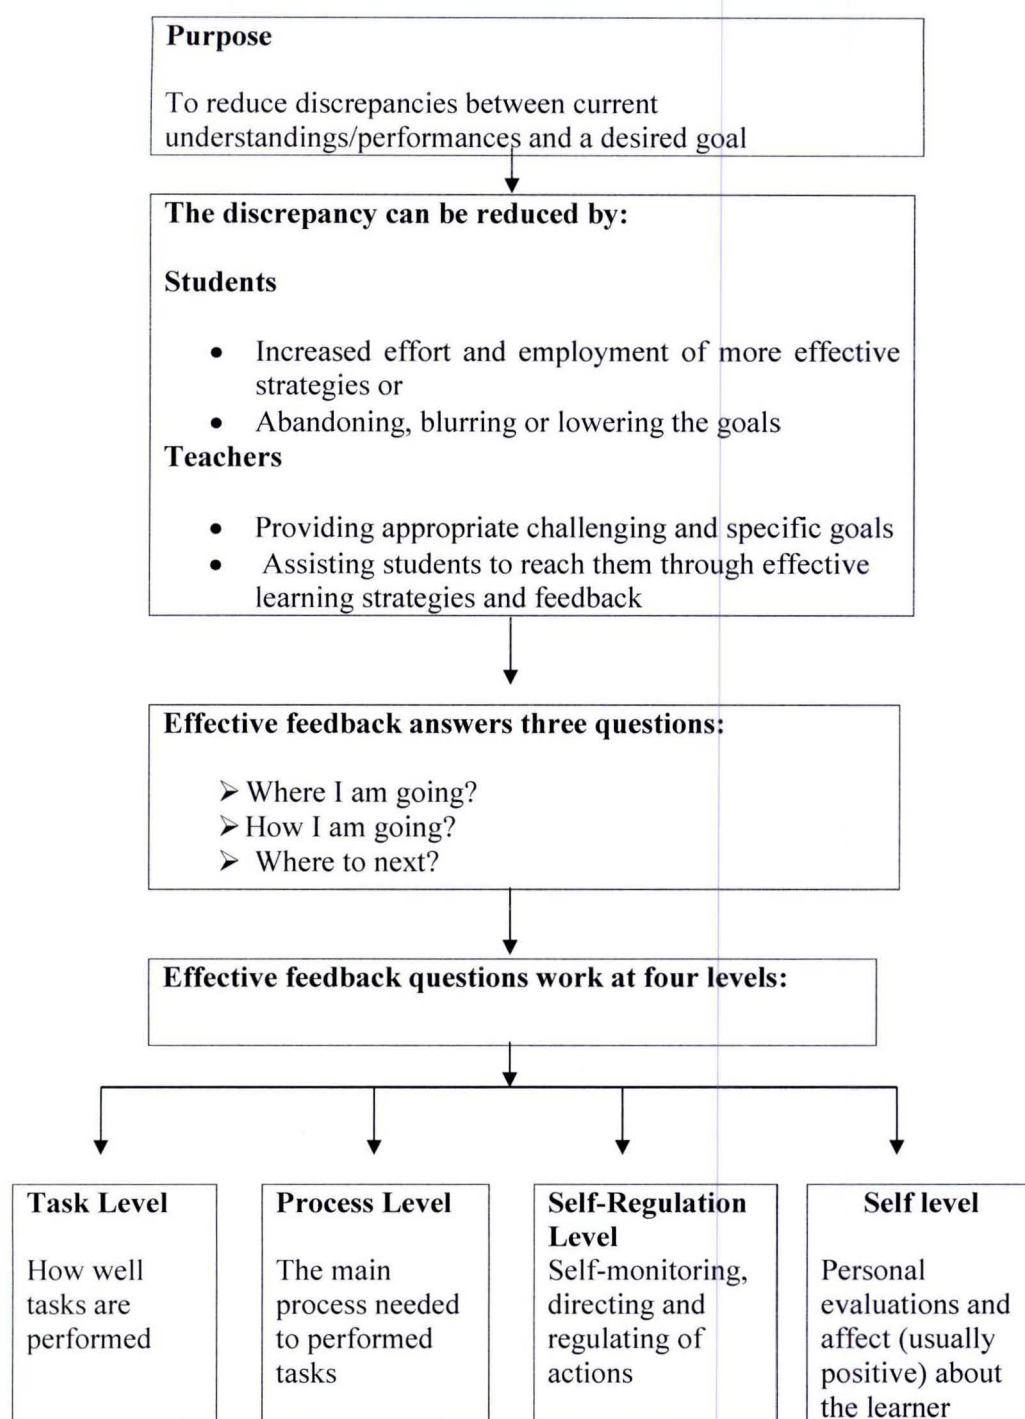 Purpose
To reduce discrepancies between current
understandings/performances and a desired goal
The discrepancy can be reduced by:
Students
• Increased effort and employment of more effective
strategies or
• Abandoning, blurring or lowering the goals
Teachers
• Providing appropriate challenging and specific goals
• Assisting students to reach them through effective
learning strategies and feedback
Effective feedback answers three questions:
➢ Where I am going?
➢ How I am going?
➢ Where to next?
Effective feedback questions work at four levels:
Task Level
How well
tasks are
performed
Process Level
The main
process needed
to performed
tasks
Self-Regulation
Level
Self-monitoring,
directing and
regulating of
actions
Self level
Personal
evaluations and
affect (usually
positive) about
the learner